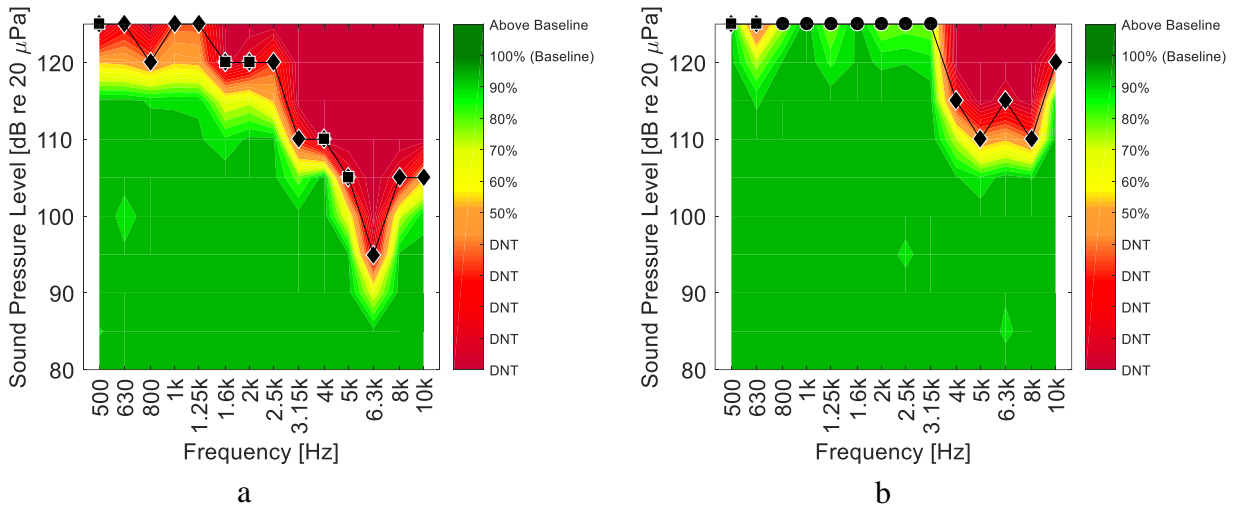 Sound Pressure Level [dB re 20 μPa]
120
110
100
90
80
500
630
800
1k
1.25k
1.6k
2k
2.5k
3.15k
4k
5k
6.3k
8k
10k
Frequency [Hz]
Above Baseline
100% (Baseline)
90%
80%
70%
60%
50%
DNT
DNT
DNT
DNT
DNT
a
Sound Pressure Level [dB re 20 μPa]
120
110
100
90
80
500
630
800
1k
1.25k
1.6k
2k
2.5k
3.15k
4k
5k
6.3k
8k
10k
Frequency [Hz]
Above Baseline
100% (Baseline)
90%
80%
70%
60%
50%
DNT
DNT
DNT
DNT
DNT
b